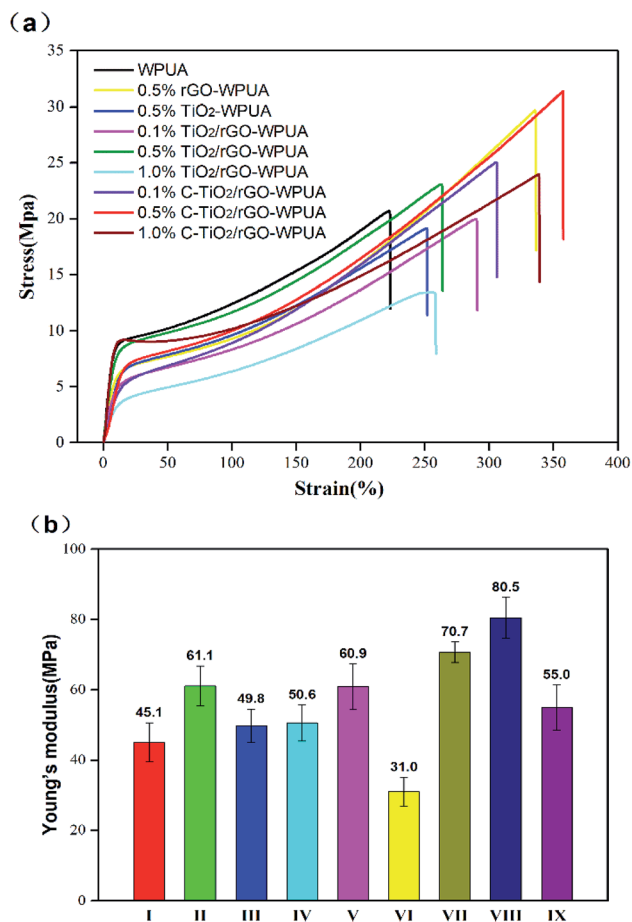 (a)
35
30
25
20
15
10
5
0
Stress(Mpa)
WPUA
0.5% rGO-WPUA
0.5% TiO2-WPUA
0.1% TiO2/rGO-WPUA
0.5% TiO2/rGO-WPUA
1.0% TiO2/rGO-WPUA
0.1% C-TiO2/rGO-WPUA
0.5% C-TiO2/rGO-WPUA
1.0% C-TiO2/rGO-WPUA
0 50 100 150 200 250 300 350 400
Strain(%)
(b)
100
80
60
40
20
0
Young's modulus(MPa)
45.1
61.1
49.8
50.6
60.9
31.0
70.7
80.5
55.0
I II III IV V VI VII VIII IX